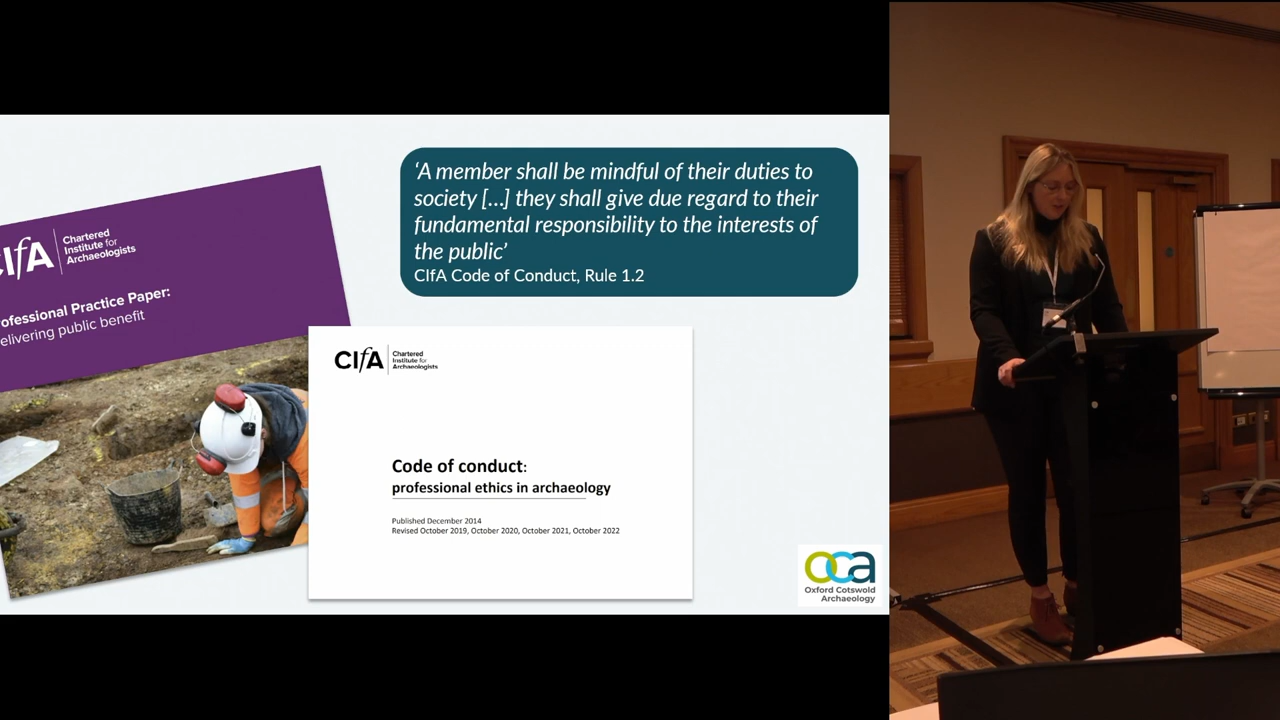 ‘A member shall be mindful of their duties to
society [...] they shall give due regard to their
fundamental responsibility to the interests of
the public’
CIfA Code of Conduct, Rule 1.2
CIfA
Chartered
Institute for
Archaeologists
Professional Practice Paper:
delivering public benefit
CIfA
Chartered
Institute for
Archaeologists
Code of conduct:
professional ethics in archaeology
Published December 2014
Revised October 2019, October 2020, October 2021, October 2022
oca
Oxford Cotswold
Archaeology